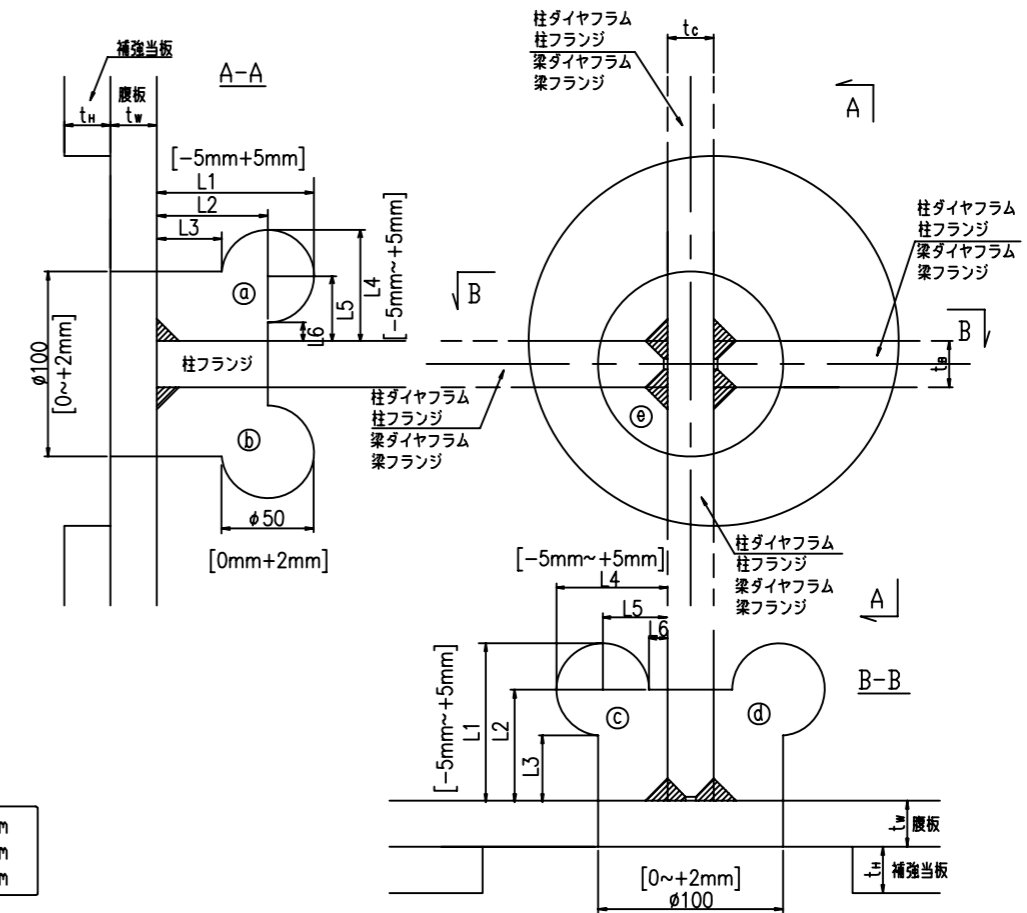 補強当板
A-A
腹板
tH
tW
[-5mm+5mm]
L1
L2
L3
ⓐ
L6
L5
L4
[-5mm~+5mm]
φ100
[0~+2mm]
柱フランジ
ⓑ
φ50
[0mm+2mm]
柱ダイヤフラム
柱フランジ
梁ダイヤフラム
梁フランジ
tC
A
B
柱ダイヤフラム
柱フランジ
梁ダイヤフラム
梁フランジ
B
tB
柱ダイヤフラム
柱フランジ
梁ダイヤフラム
梁フランジ
ⓔ
柱ダイヤフラム
柱フランジ
梁ダイヤフラム
梁フランジ
A
[-5mm~+5mm]
L4
L5
L6
[-5mm~+5mm]
L1
L2
L3
ⓒ
ⓓ
B-B
tW
腹板
tH
補強当板
[0~+2mm]
φ100
m
m
m